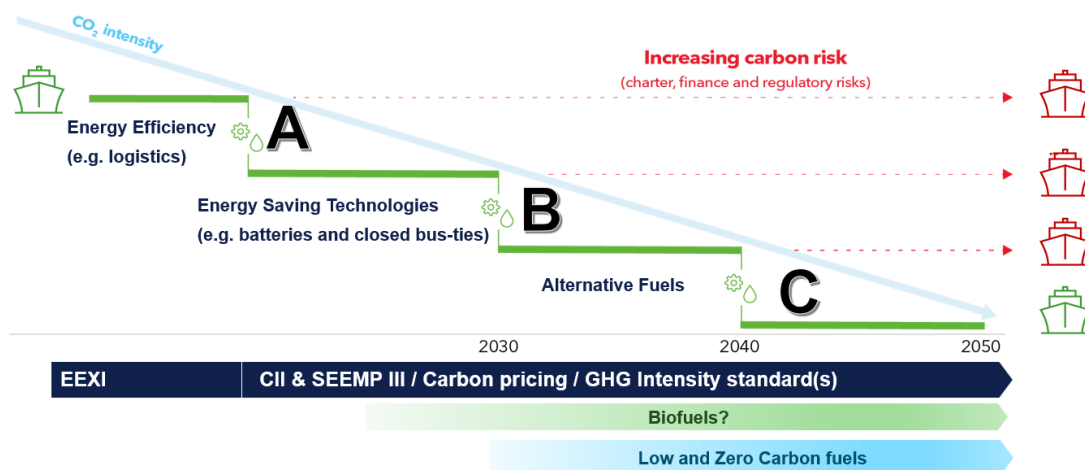 CO₂ intensity
Increasing carbon risk
(charter, finance and regulatory risks)
A
Energy Efficiency
(e.g. logistics)
B
Energy Saving Technologies
(e.g. batteries and closed bus-ties)
C
Alternative Fuels
2030 2040 2050
EEXI CII & SEEMP III / Carbon pricing / GHG Intensity standard(s)
Biofuels?
Low and Zero Carbon fuels